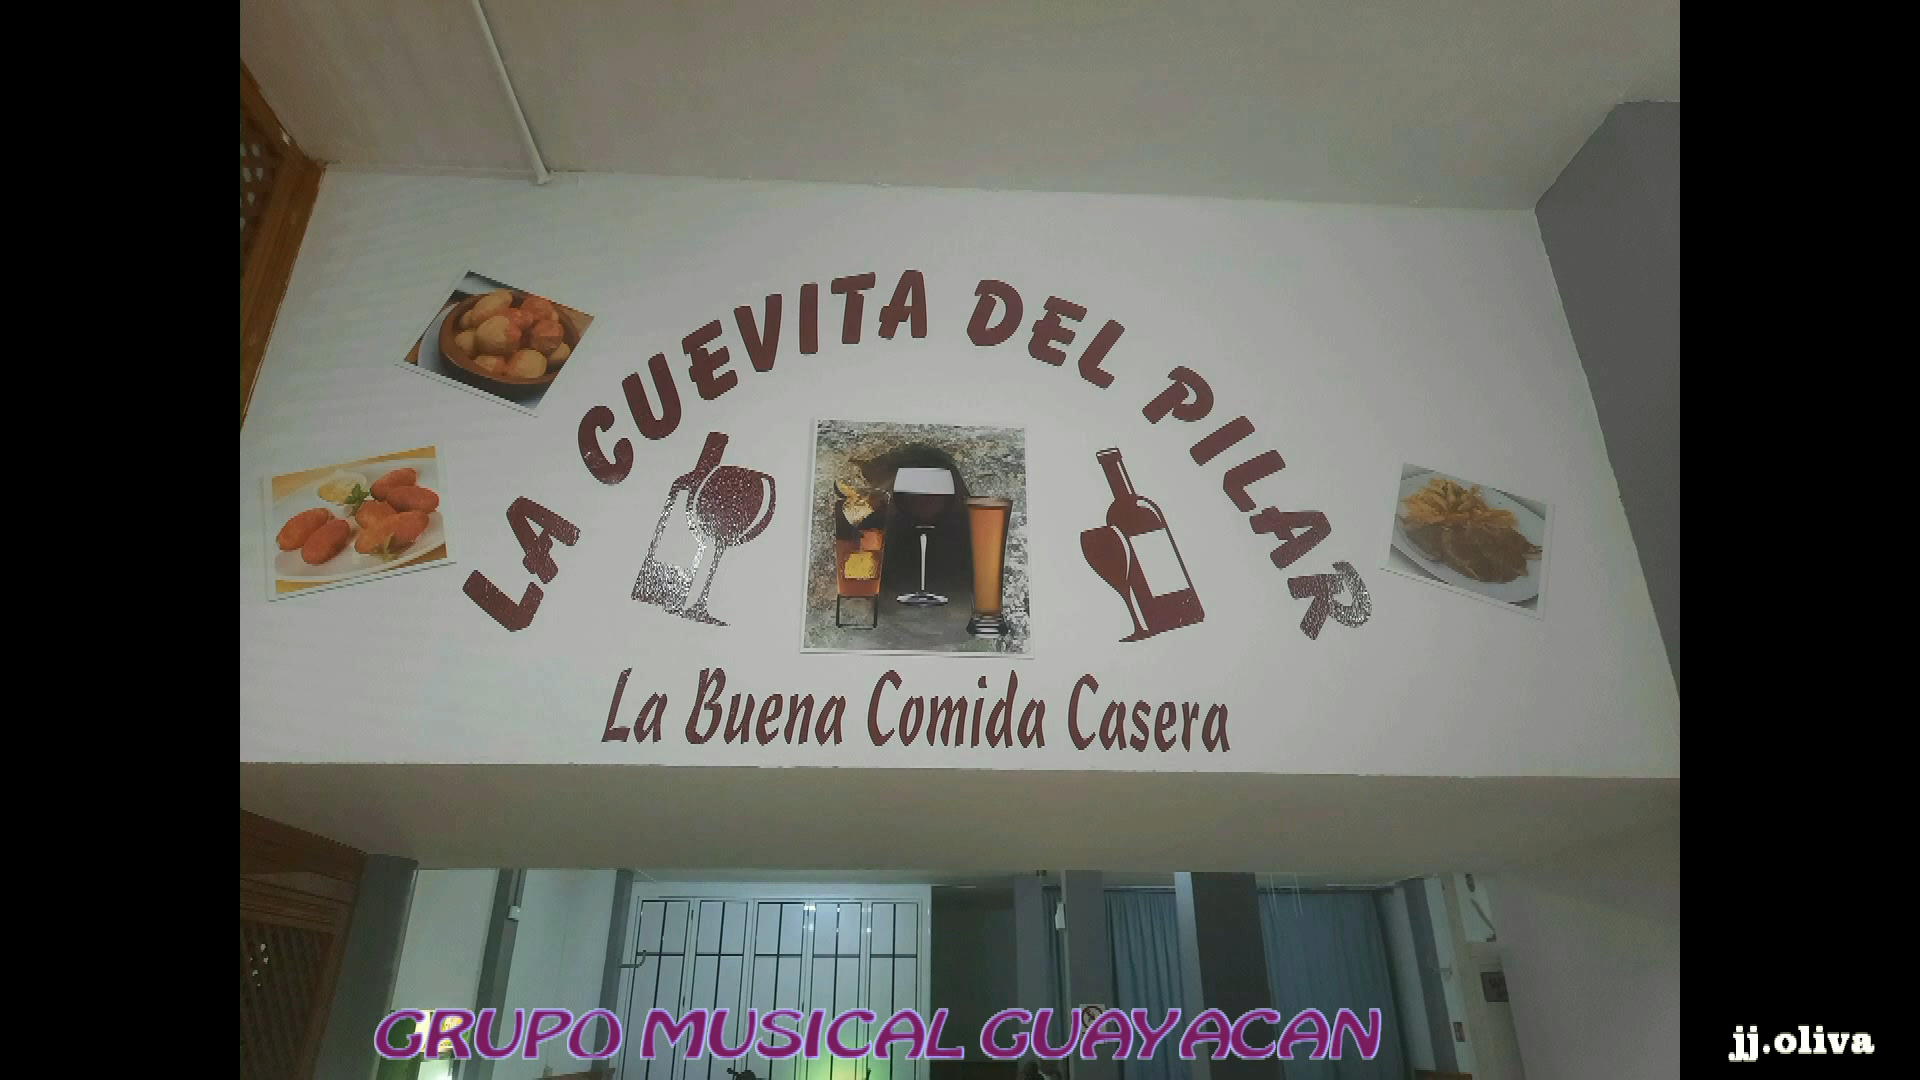 LA CUEVITA DEL PILAR
La Buena Comida Casera
GRUPO MUSICAL GUAYACAN
jj.oliva